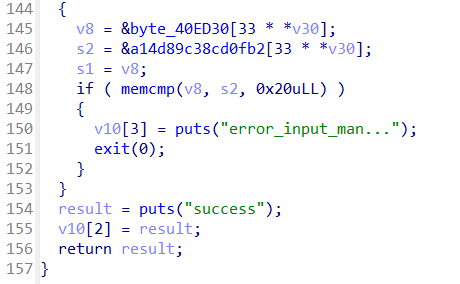 144 {
145 v8 = &byte_40ED30[33 * *v30];
146 s2 = &a14d89c38cd0fb2[33 * *v30];
147 s1 = v8;
148 if ( memcmp(v8, s2, 0x20uLL) )
149 {
150 v10[3] = puts("error_input_man...");
151 exit(0);
152 }
153 }
154 result = puts("success");
155 v10[2] = result;
156 return result;
157 }